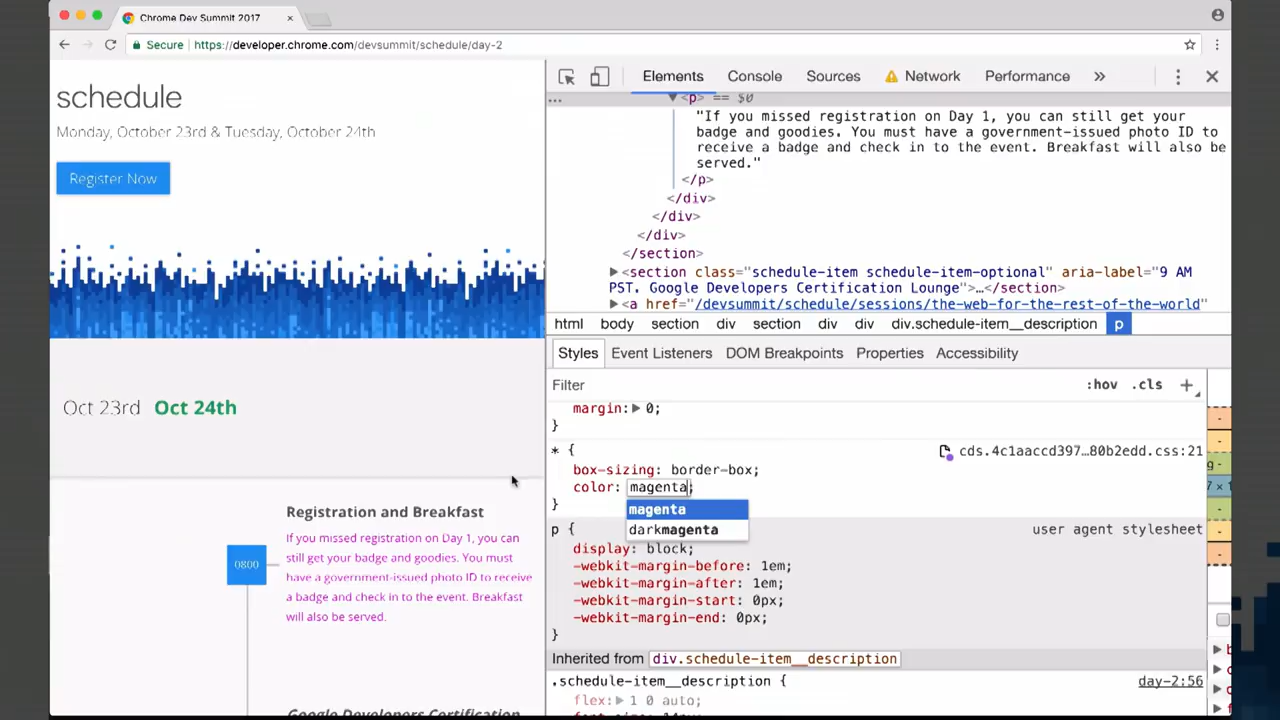 Chrome Dev Summit 2017
Secure https://developer.chrome.com/devsummit/schedule/day-2
schedule
Monday, October 23rd & Tuesday, October 24th
Register Now
Oct 23rd Oct 24th
Registration and Breakfast
0800
If you missed registration on Day 1, you can
still get your badge and goodies. You must
have a government-issued photo ID to receive
a badge and check in to the event. Breakfast
will also be served.
Google Developers Certification
Elements Console Sources Network Performance »
… ▼<p> == $0
"If you missed registration on Day 1, you can still get your
badge and goodies. You must have a government-issued photo ID to
receive a badge and check in to the event. Breakfast will also be
served."
</p>
</div>
</div>
</div>
</section>
▶<section class="schedule-item schedule-item-optional" aria-label="9 AM
PST. Google Developers Certification Lounge">…</section>
▶<a href="/devsummit/schedule/sessions/the-web-for-the-rest-of-the-world"
html body section div section div div div.schedule-item__description p
Styles Event Listeners DOM Breakpoints Properties Accessibility
Filter :hov .cls +
margin:▶ 0;
}
* { cds.4c1aaccd397…80b2edd.css:21
box-sizing: border-box;
color: magenta;
}
magenta
darkmagenta
p { user agent stylesheet
display: block;
-webkit-margin-before: 1em;
-webkit-margin-after: 1em;
-webkit-margin-start: 0px;
-webkit-margin-end: 0px;
}
Inherited from div.schedule-item__description
.schedule-item__description { day-2:56
flex:▶ 1 0 auto;